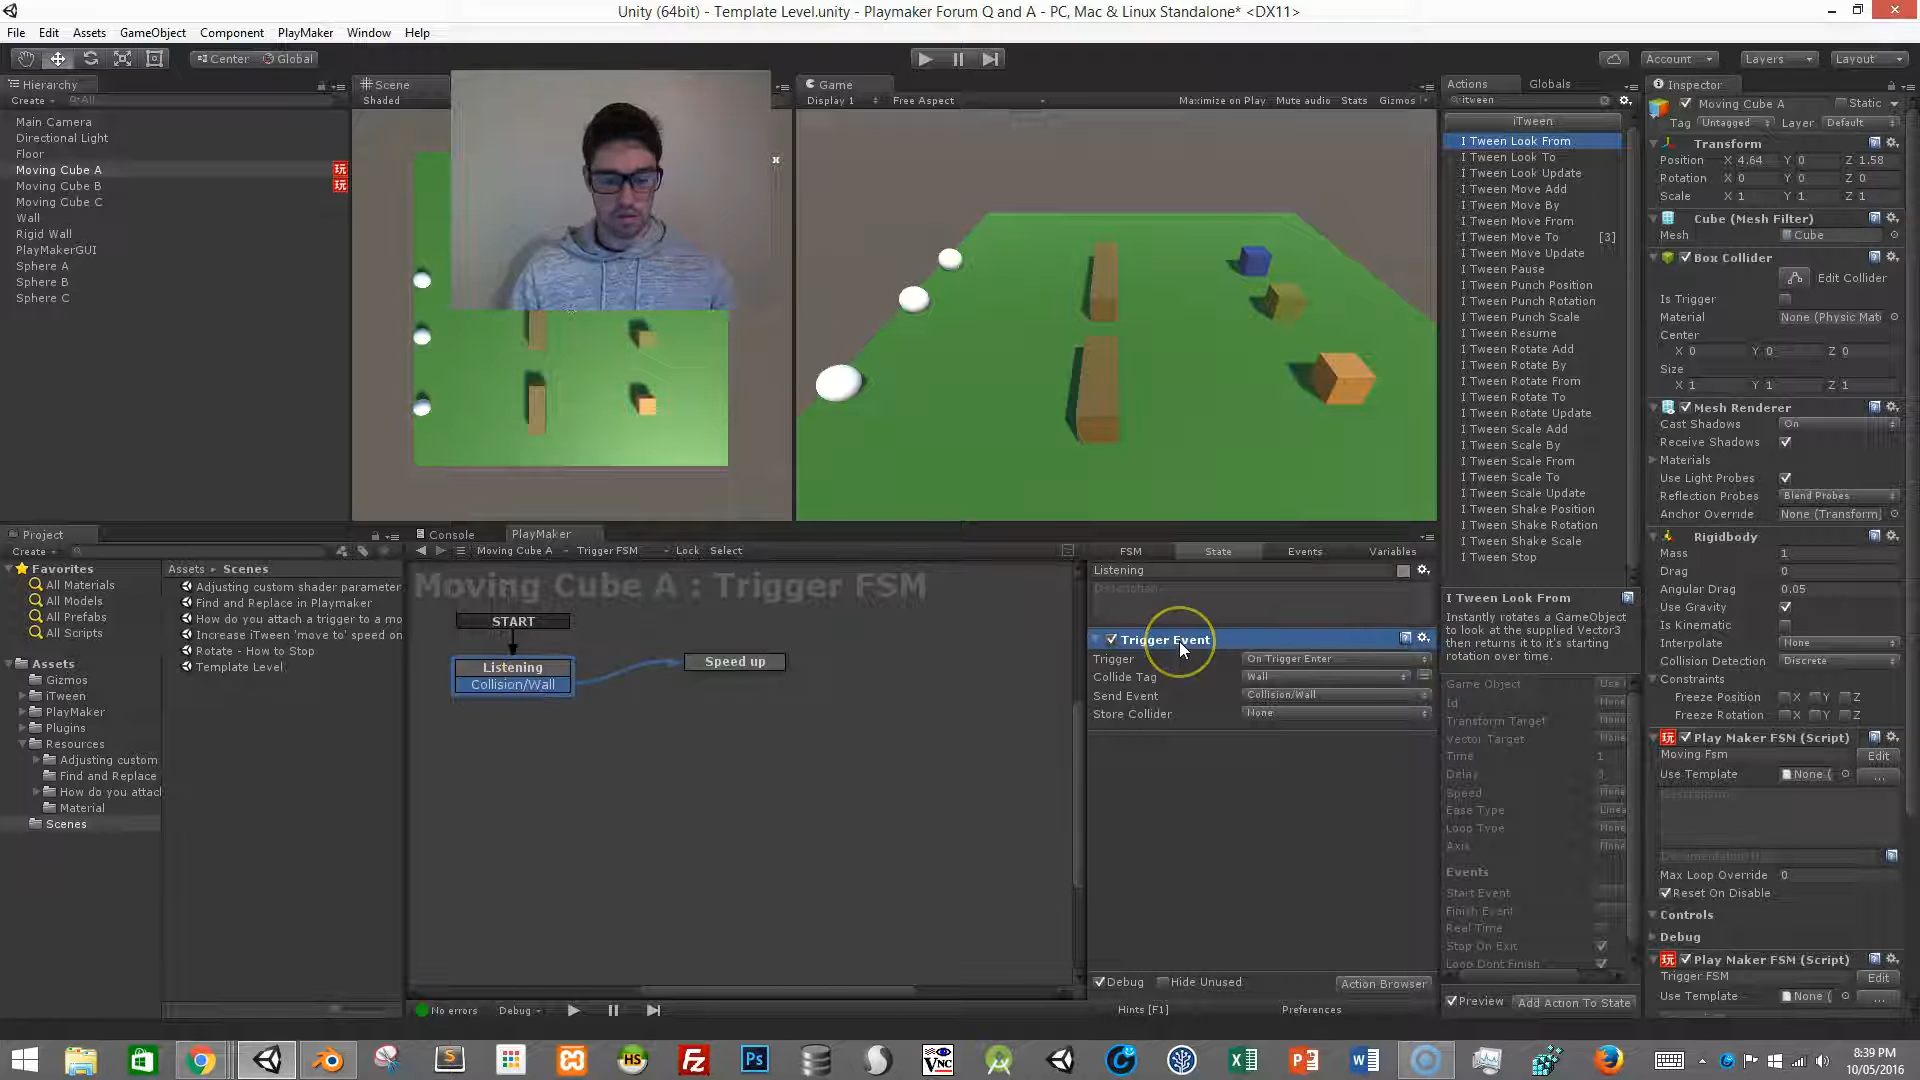 Unity (64bit) - Template Level.unity - Playmaker Forum Q and A - PC, Mac & Linux Standalone* <DX11>
File Edit Assets GameObject Component PlayMaker Window Help
Center Global
Account Layers Layout
Hierarchy
Create All
Main Camera
Directional Light
Floor
Moving Cube A
Moving Cube B
Moving Cube C
Wall
Rigid Wall
PlayMakerGUI
Sphere A
Sphere B
Sphere C
Scene
Shaded
Game
Display 1 Free Aspect Maximize on Play Mute audio Stats Gizmos
Actions Globals
itween
iTween
I Tween Look From
I Tween Look To
I Tween Look Update
I Tween Move Add
I Tween Move By
I Tween Move From
I Tween Move To [3]
I Tween Move Update
I Tween Pause
I Tween Punch Position
I Tween Punch Rotation
I Tween Punch Scale
I Tween Resume
I Tween Rotate Add
I Tween Rotate By
I Tween Rotate From
I Tween Rotate To
I Tween Rotate Update
I Tween Scale Add
I Tween Scale By
I Tween Scale From
I Tween Scale To
I Tween Scale Update
I Tween Shake Position
I Tween Shake Rotation
I Tween Shake Scale
I Tween Stop
I Tween Look From
Instantly rotates a GameObject
to look at the supplied Vector3
then returns it to it's starting
rotation over time.
Game Object Use
Id None
Transform Target None
Vector Target None
Time 1
Delay
Speed None
Ease Type Linea
Loop Type None
Axis None
Events
Start Event
Finish Event
Real Time
Stop On Exit
Loop Dont Finish
Preview Add Action To State
Inspector
Moving Cube A Static
Tag Untagged Layer Default
Transform
Position X 4.64 Y 0 Z 1.58
Rotation X 0 Y 0 Z 0
Scale X 1 Y 1 Z 1
Cube (Mesh Filter)
Mesh Cube
Box Collider
Edit Collider
Is Trigger
Material None (Physic Mat
Center
X 0 Y 0 Z 0
Size
X 1 Y 1 Z 1
Mesh Renderer
Cast Shadows On
Receive Shadows
Materials
Use Light Probes
Reflection Probes Blend Probes
Anchor Override None (Transform)
Rigidbody
Mass 1
Drag 0
Angular Drag 0.05
Use Gravity
Is Kinematic
Interpolate None
Collision Detection Discrete
Constraints
Freeze Position X Y Z
Freeze Rotation X Y Z
玩 Play Maker FSM (Script)
Moving Fsm Edit
Use Template None ( ...
Max Loop Override 0
Reset On Disable
Controls
Debug
玩 Play Maker FSM (Script)
Trigger FSM Edit
Use Template None ( ...
Project
Create
Favorites
All Materials
All Models
All Prefabs
All Scripts
Assets
Gizmos
iTween
PlayMaker
Plugins
Resources
Adjusting custom
Find and Replace
How do you attacl
Material
Scenes
Assets Scenes
Adjusting custom shader parameter
Find and Replace in Playmaker
How do you attach a trigger to a mo
Increase iTween 'move to' speed on
Rotate - How to Stop
Template Level
Console PlayMaker
Moving Cube A Trigger FSM Lock Select
Moving Cube A : Trigger FSM
START
Listening
Collision/Wall
Speed up
No errors Debug
FSM State Events Variables
Listening
Description...
Trigger Event
Trigger On Trigger Enter
Collide Tag Wall
Send Event Collision/Wall
Store Collider None
Debug Hide Unused Action Browser
Hints [F1] Preferences
8:39 PM
10/05/2016